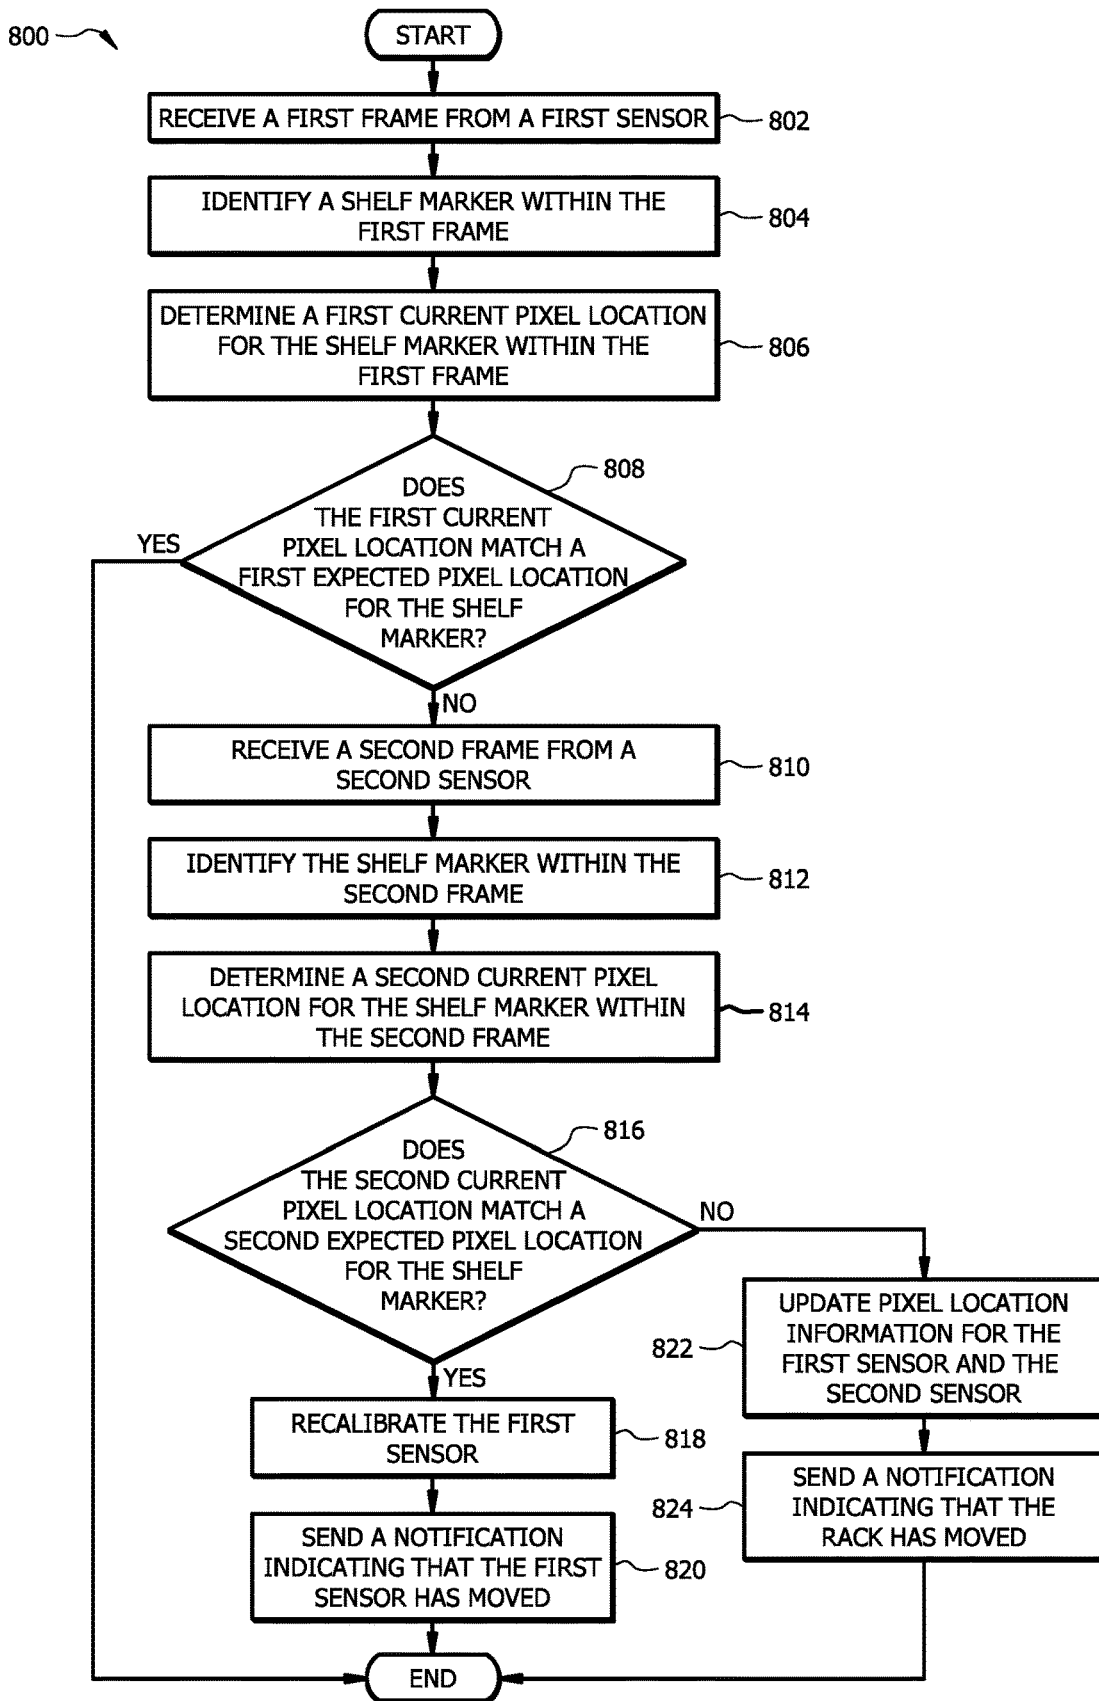 800
START
RECEIVE A FIRST FRAME FROM A FIRST SENSOR
802
IDENTIFY A SHELF MARKER WITHIN THE
FIRST FRAME
804
DETERMINE A FIRST CURRENT PIXEL LOCATION
FOR THE SHELF MARKER WITHIN THE
FIRST FRAME
806
808
DOES
THE FIRST CURRENT
PIXEL LOCATION MATCH A
FIRST EXPECTED PIXEL LOCATION
FOR THE SHELF
MARKER?
YES
NO
RECEIVE A SECOND FRAME FROM A
SECOND SENSOR
810
IDENTIFY THE SHELF MARKER WITHIN THE
SECOND FRAME
812
DETERMINE A SECOND CURRENT PIXEL
LOCATION FOR THE SHELF MARKER WITHIN
THE SECOND FRAME
814
816
DOES
THE SECOND CURRENT
PIXEL LOCATION MATCH A
SECOND EXPECTED PIXEL LOCATION
FOR THE SHELF
MARKER?
NO
YES
UPDATE PIXEL LOCATION
INFORMATION FOR THE
FIRST SENSOR AND THE
SECOND SENSOR
822
RECALIBRATE THE FIRST
SENSOR
818
SEND A NOTIFICATION
INDICATING THAT THE
RACK HAS MOVED
824
SEND A NOTIFICATION
INDICATING THAT THE FIRST
SENSOR HAS MOVED
820
END